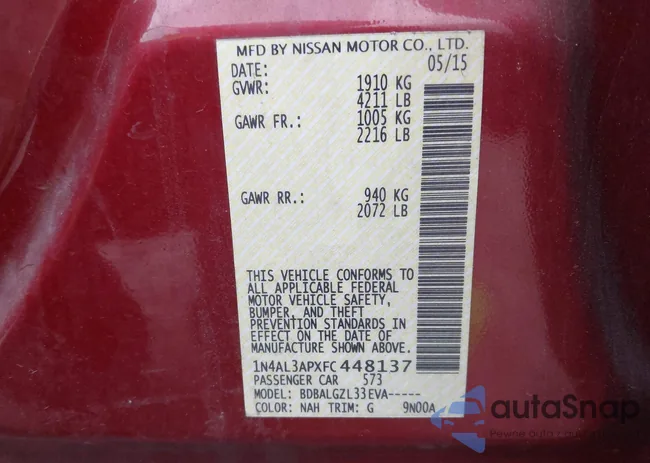 MFD BY NISSAN MOTOR CO., LTD.
DATE: 05/15
GVWR: 1910 KG
4211 LB
GAWR FR.: 1005 KG
2216 LB
GAWR RR.: 940 KG
2072 LB
THIS VEHICLE CONFORMS TO
ALL APPLICABLE FEDERAL
MOTOR VEHICLE SAFETY,
BUMPER, AND THEFT
PREVENTION STANDARDS IN
EFFECT ON THE DATE OF
MANUFACTURE SHOWN ABOVE.
1N4AL3APXFC448137
PASSENGER CAR 573
MODEL: BDBALGZL33EVA-----
COLOR: NAH TRIM: G 9N00A
autoSnap
Pewne auto